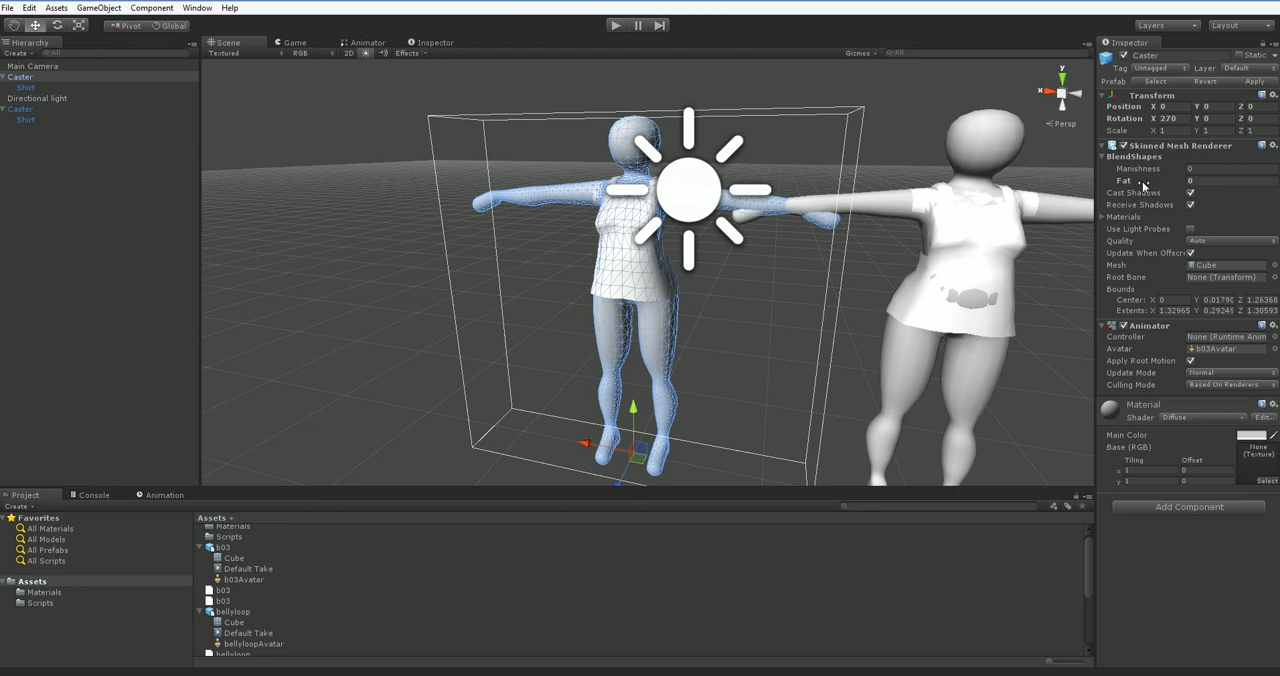 File Edit Assets GameObject Component Window Help
Pivot Global Layers Layout
Hierarchy
Create All
Main Camera
Caster
Shirt
Directional light
Caster
Shirt
Scene Game Animator Inspector
Textured RGB 2D Effects Gizmos All
y
x
Persp
Inspector
Caster Static
Tag Untagged Layer Default
Prefab Select Revert Apply
Transform
Position X 0 Y 0 Z 0
Rotation X 270 Y 0 Z 0
Scale X 1 Y 1 Z 1
Skinned Mesh Renderer
BlendShapes
Manishness 0
Fat 0
Cast Shadows
Receive Shadows
Materials
Use Light Probes
Quality Auto
Update When Offscr
Mesh Cube
Root Bone None (Transform)
Bounds
Center: X 0 Y 0.0179 Z 1.26368
Extents: X 1.32965 Y 0.2924 Z 1.30593
Animator
Controller None (Runtime Anim
Avatar b03Avatar
Apply Root Motion
Update Mode Normal
Culling Mode Based On Renderers
Material
Shader Diffuse Edit...
Main Color
Base (RGB) None
(Texture)
Tiling Offset
x 1 0
y 1 0
Select
Add Component
Project Console Animation
Create
Favorites
All Materials
All Models
All Prefabs
All Scripts
Assets
Materials
Scripts
Assets
Materials
Scripts
b03
Cube
Default Take
b03Avatar
b03
b03
bellyloop
Cube
Default Take
bellyloopAvatar
bellyloop